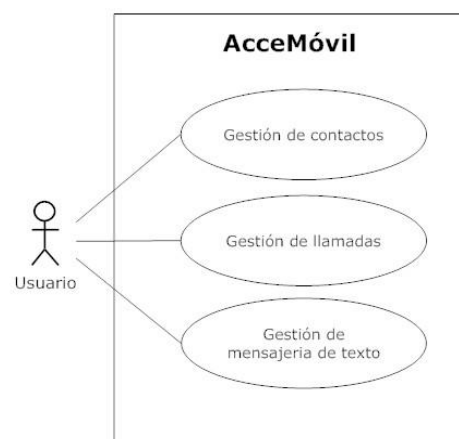 AcceMóvil
Gestión de contactos
Gestión de llamadas
Usuario
Gestión de
mensajeria de texto